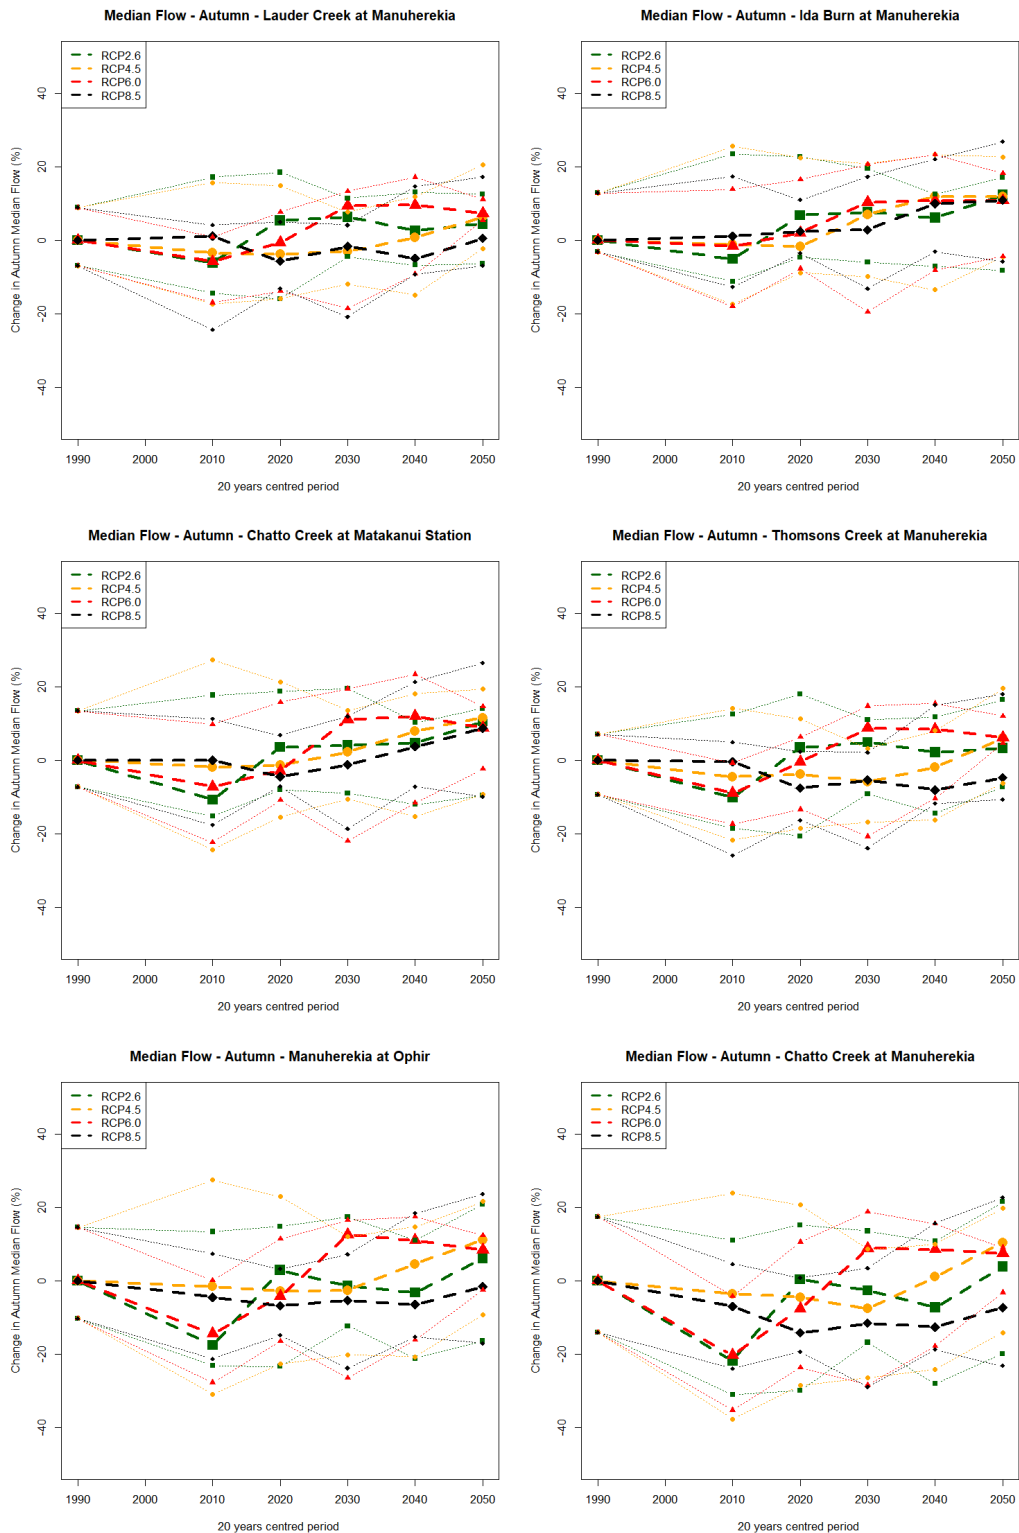 Median Flow - Autumn - Lauder Creek at Manuherekia
RCP2.6
RCP4.5
RCP6.0
RCP8.5
Change in Autumn Median Flow (%)
40
20
0
-20
-40
1990 2000 2010 2020 2030 2040 2050
20 years centred period
Median Flow - Autumn - Ida Burn at Manuherekia
RCP2.6
RCP4.5
RCP6.0
RCP8.5
Change in Autumn Median Flow (%)
40
20
0
-20
-40
1990 2000 2010 2020 2030 2040 2050
20 years centred period
Median Flow - Autumn - Chatto Creek at Matakanui Station
RCP2.6
RCP4.5
RCP6.0
RCP8.5
Change in Autumn Median Flow (%)
40
20
0
-20
-40
1990 2000 2010 2020 2030 2040 2050
20 years centred period
Median Flow - Autumn - Thomsons Creek at Manuherekia
RCP2.6
RCP4.5
RCP6.0
RCP8.5
Change in Autumn Median Flow (%)
40
20
0
-20
-40
1990 2000 2010 2020 2030 2040 2050
20 years centred period
Median Flow - Autumn - Manuherekia at Ophir
RCP2.6
RCP4.5
RCP6.0
RCP8.5
Change in Autumn Median Flow (%)
40
20
0
-20
-40
1990 2000 2010 2020 2030 2040 2050
20 years centred period
Median Flow - Autumn - Chatto Creek at Manuherekia
RCP2.6
RCP4.5
RCP6.0
RCP8.5
Change in Autumn Median Flow (%)
40
20
0
-20
-40
1990 2000 2010 2020 2030 2040 2050
20 years centred period